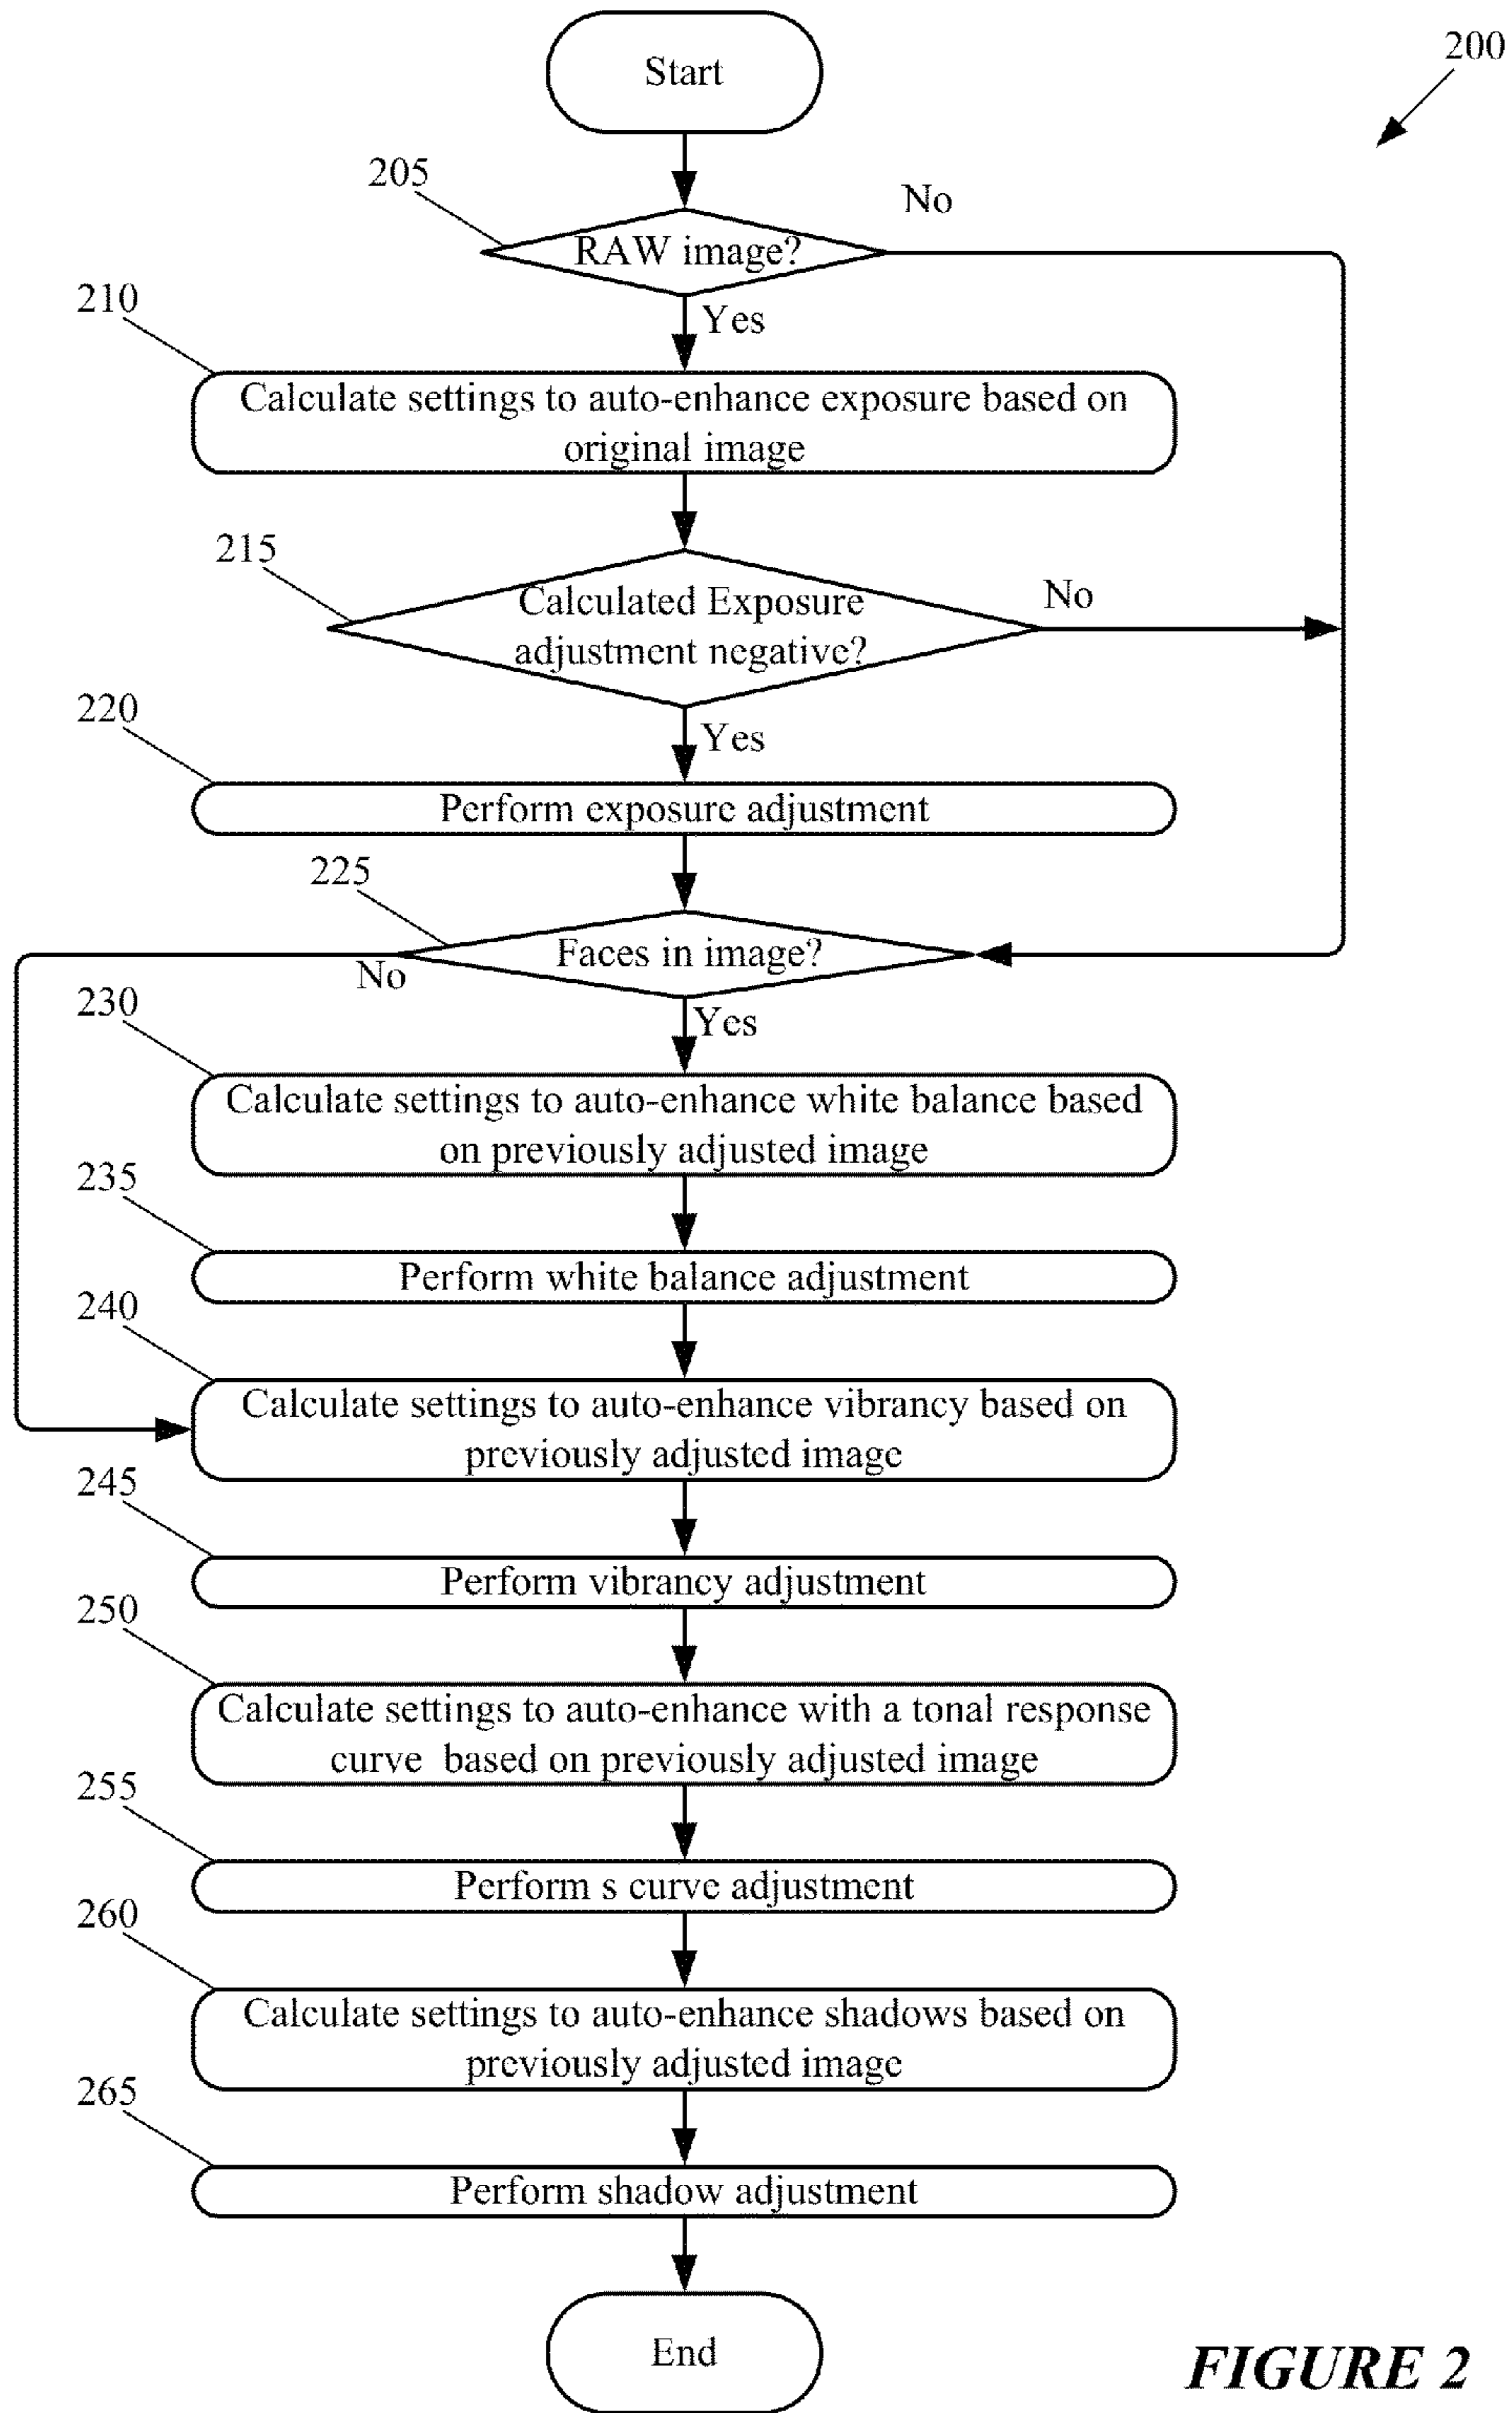 Start
200
205
No
RAW image?
210
Yes
Calculate settings to auto-enhance exposure based on
original image
215
No
Calculated Exposure
adjustment negative?
220
Yes
Perform exposure adjustment
225
Faces in image?
No
230
Yes
Calculate settings to auto-enhance white balance based
on previously adjusted image
235
Perform white balance adjustment
240
Calculate settings to auto-enhance vibrancy based on
previously adjusted image
245
Perform vibrancy adjustment
250
Calculate settings to auto-enhance with a tonal response
curve based on previously adjusted image
255
Perform s curve adjustment
260
Calculate settings to auto-enhance shadows based on
previously adjusted image
265
Perform shadow adjustment
End
FIGURE 2